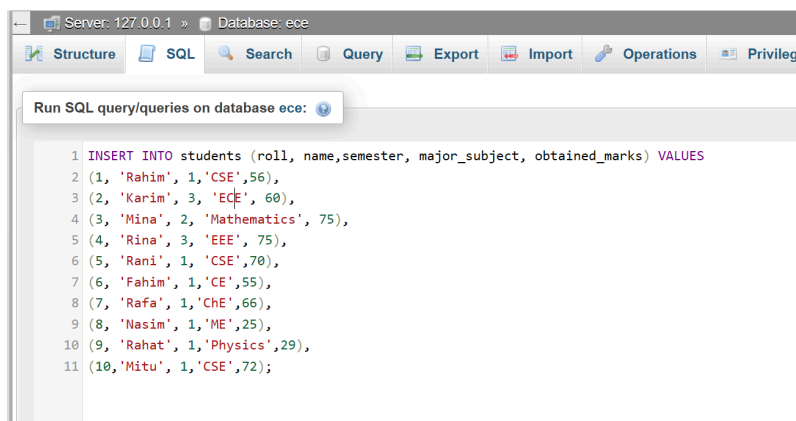 ← Server: 127.0.0.1 » Database: ece
Structure SQL Search Query Export Import Operations Privileg
Run SQL query/queries on database ece:
1 INSERT INTO students (roll, name,semester, major_subject, obtained_marks) VALUES
2 (1, 'Rahim', 1,'CSE',56),
3 (2, 'Karim', 3, 'ECE', 60),
4 (3, 'Mina', 2, 'Mathematics', 75),
5 (4, 'Rina', 3, 'EEE', 75),
6 (5, 'Rani', 1, 'CSE',70),
7 (6, 'Fahim', 1,'CE',55),
8 (7, 'Rafa', 1,'ChE',66),
9 (8, 'Nasim', 1,'ME',25),
10 (9, 'Rahat', 1,'Physics',29),
11 (10,'Mitu', 1,'CSE',72);